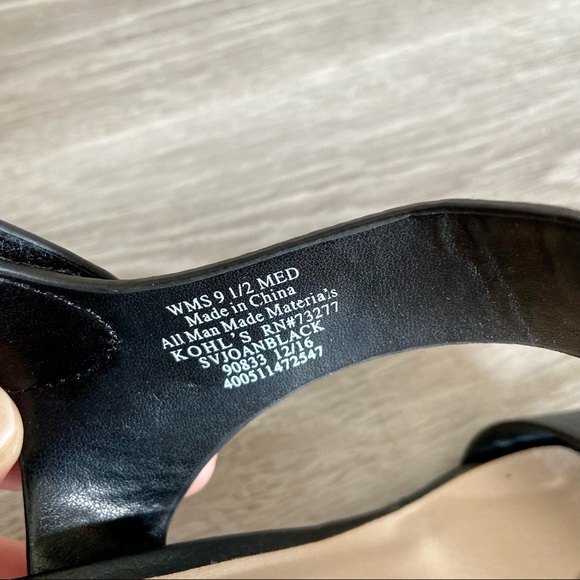 WMS 9 1/2 MED
Made in China
All Man Made Materia's
KOHL'S RN#73277
SVJOANBLACK
90833 12/16
400511472547